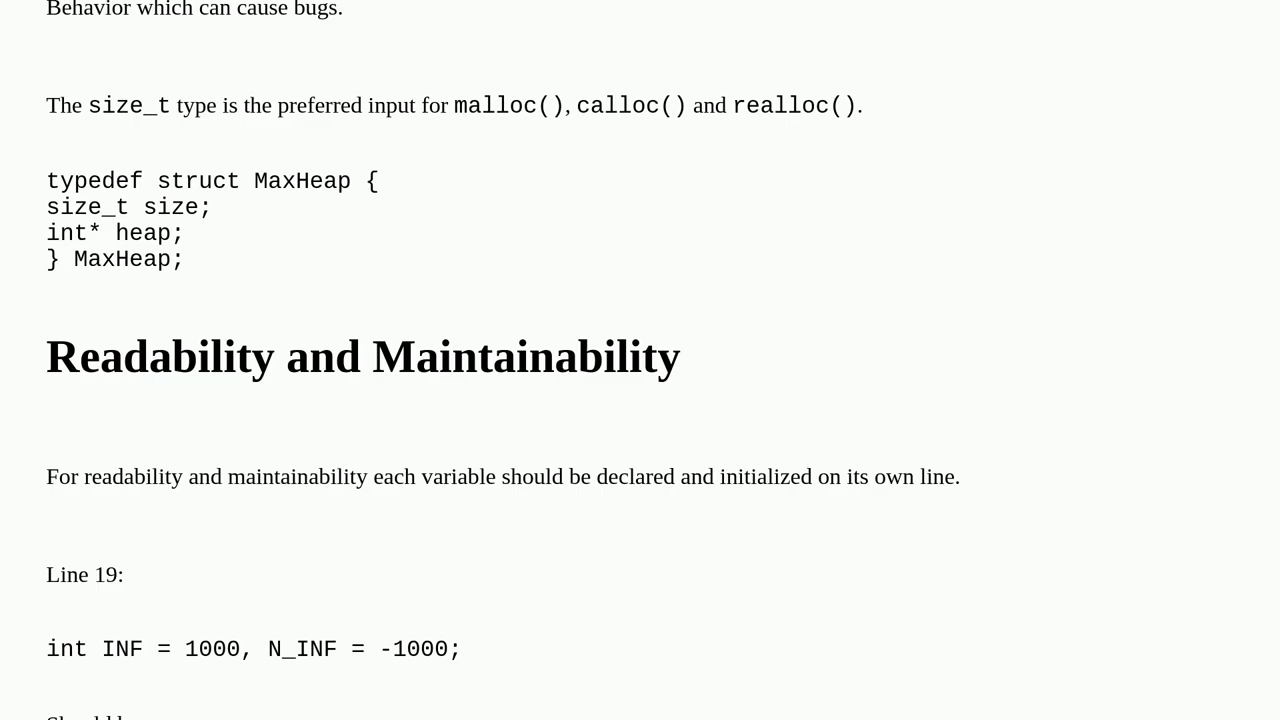 Behavior which can cause bugs.
The size_t type is the preferred input for malloc(), calloc() and realloc().
typedef struct MaxHeap {
size_t size;
int* heap;
} MaxHeap;
Readability and Maintainability
For readability and maintainability each variable should be declared and initialized on its own line.
Line 19:
int INF = 1000, N_INF = -1000;
Should